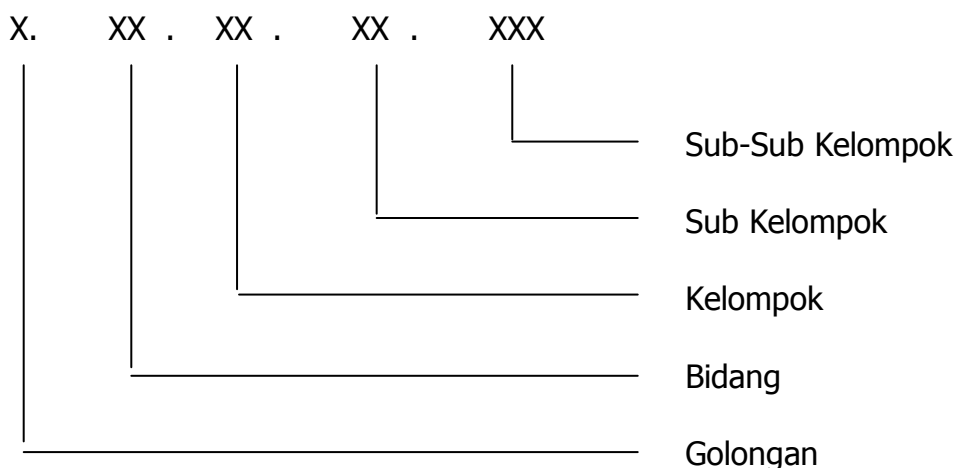 X. XX . XX . XX . XXX
Sub-Sub Kelompok
Sub Kelompok
Kelompok
Bidang
Golongan